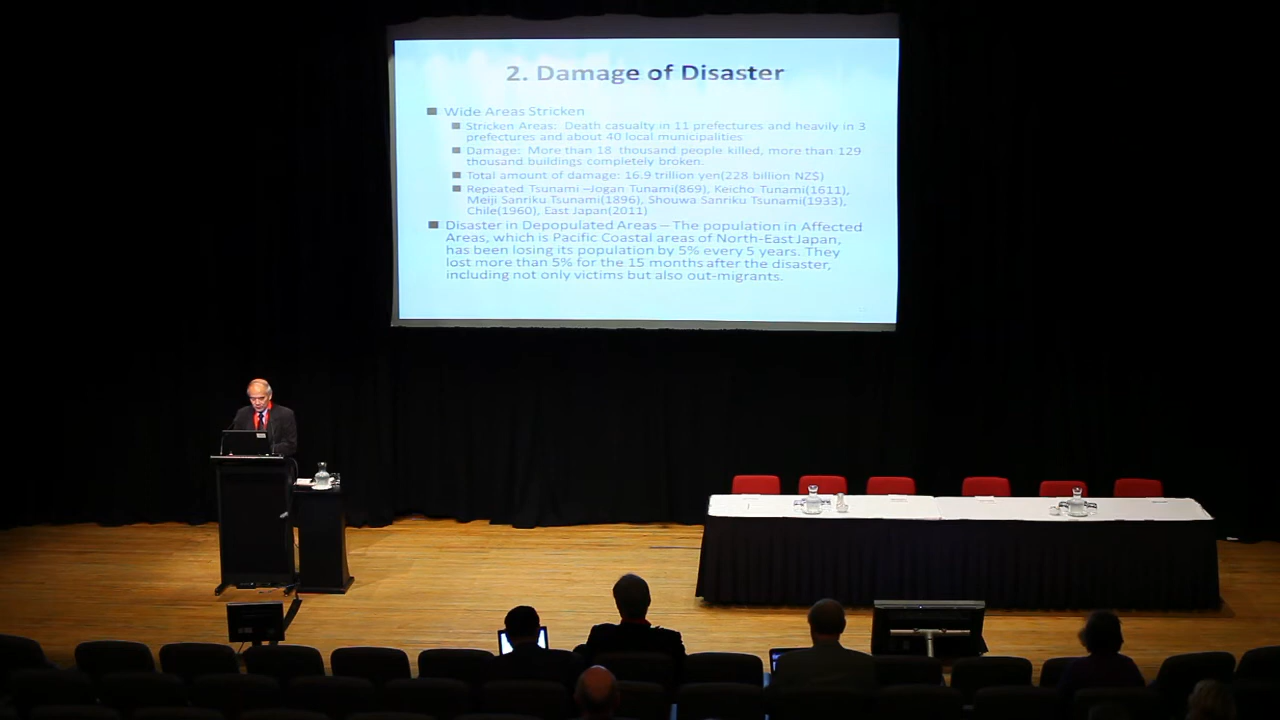 2. Damage of Disaster
Wide Areas Stricken
Stricken Areas: Death casualty in 11 prefectures and heavily in 3
prefectures and about 40 local municipalities
Damage: More than 18 thousand people killed, more than 129
thousand buildings completely broken.
Total amount of damage: 16.9 trillion yen(228 billion NZ$)
Repeated Tsunami –Jogan Tunami(869), Keicho Tunami(1611),
Meiji Sanriku Tsunami(1896), Shouwa Sanriku Tsunami(1933),
Chile(1960), East Japan(2011)
Disaster in Depopulated Areas – The population in Affected
Areas, which is Pacific Coastal areas of North-East Japan,
has been losing its population by 5% every 5 years. They
lost more than 5% for the 15 months after the disaster,
including not only victims but also out-migrants.